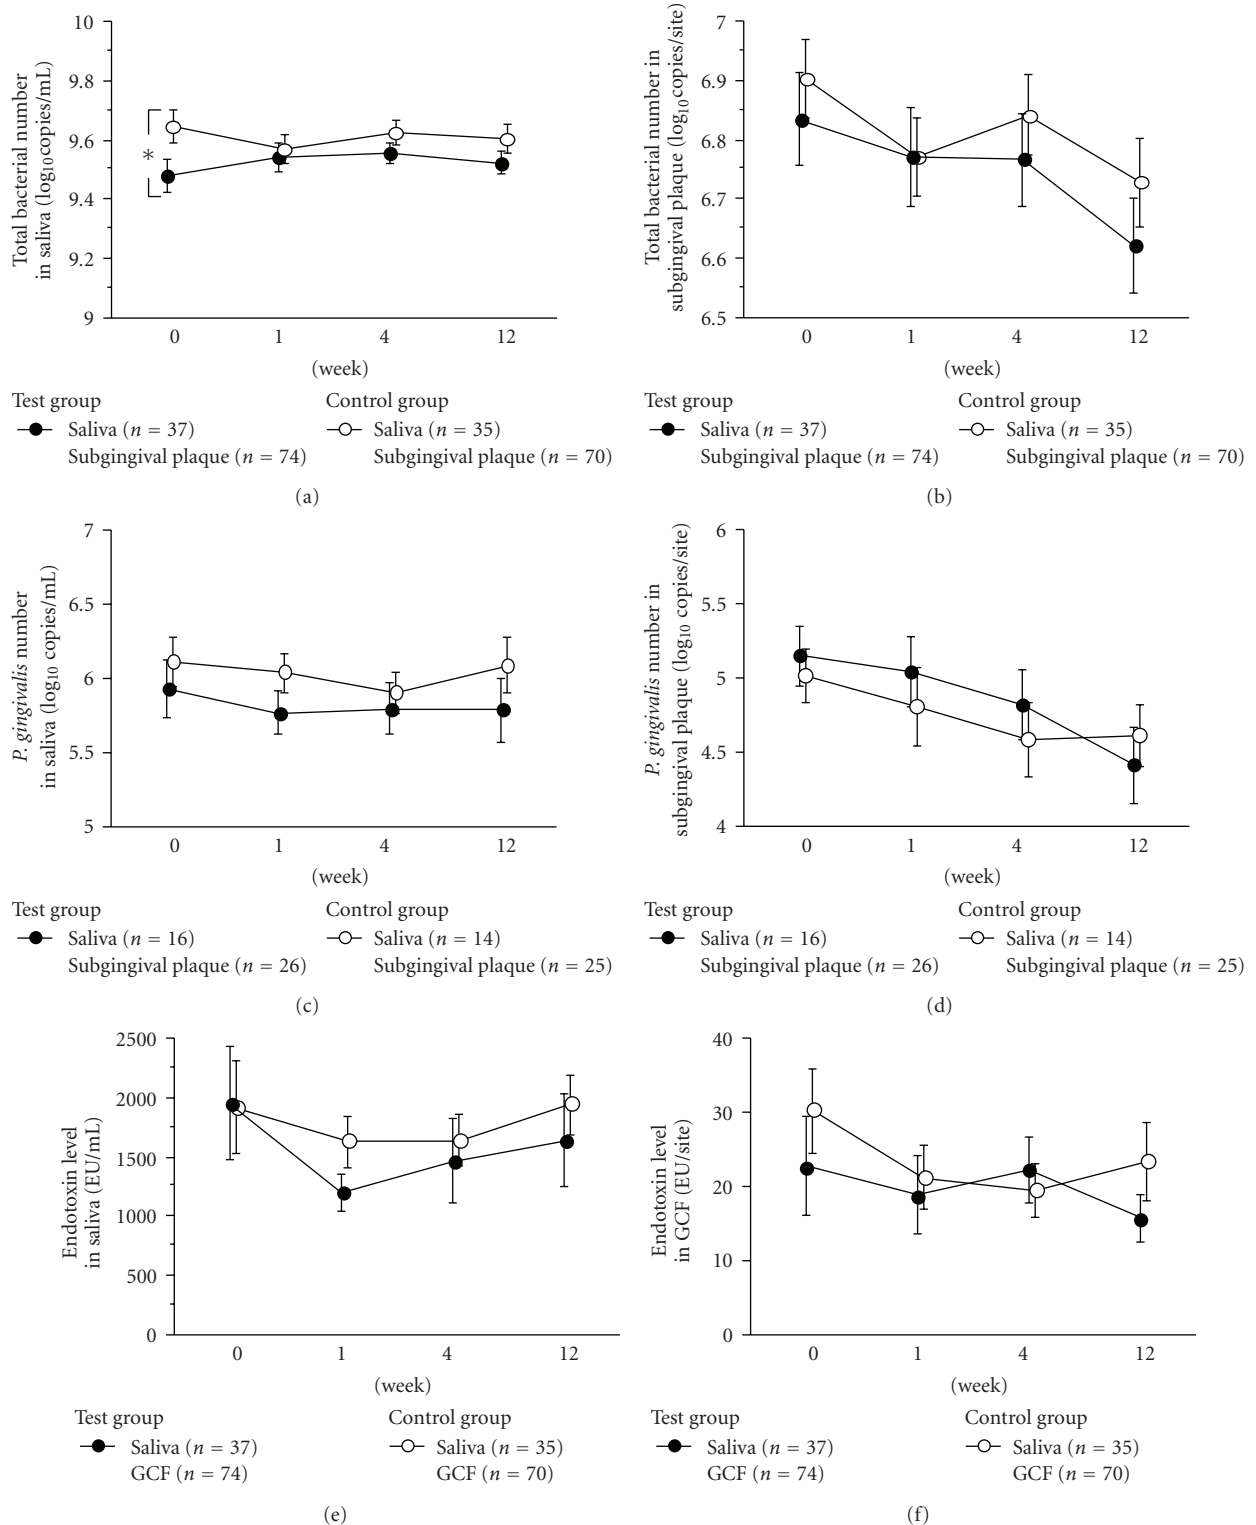 Total bacterial number
in saliva (log10copies/mL)
10
9.8
9.6
9.4
9.2
9
*
0 1 4 12
(week)
Test group Control group
Saliva (n = 37) Saliva (n = 35)
Subgingival plaque (n = 74) Subgingival plaque (n = 70)
(a)
Total bacterial number in
subgingival plaque (log10copies/site)
7
6.9
6.8
6.7
6.6
6.5
0 1 4 12
(week)
Test group Control group
Saliva (n = 37) Saliva (n = 35)
Subgingival plaque (n = 74) Subgingival plaque (n = 70)
(b)
P. gingivalis number
in saliva (log10 copies/mL)
7
6.5
6
5.5
5
0 1 4 12
(week)
Test group Control group
Saliva (n = 16) Saliva (n = 14)
Subgingival plaque (n = 26) Subgingival plaque (n = 25)
(c)
P. gingivalis number in
subgingival plaque (log10 copies/site)
6
5.5
5
4.5
4
0 1 4 12
(week)
Test group Control group
Saliva (n = 16) Saliva (n = 14)
Subgingival plaque (n = 26) Subgingival plaque (n = 25)
(d)
Endotoxin level
in saliva (EU/mL)
2500
2000
1500
1000
500
0
0 1 4 12
(week)
Test group Control group
Saliva (n = 37) Saliva (n = 35)
GCF (n = 74) GCF (n = 70)
(e)
Endotoxin level
in GCF (EU/site)
40
30
20
10
0
0 1 4 12
(week)
Test group Control group
Saliva (n = 37) Saliva (n = 35)
GCF (n = 74) GCF (n = 70)
(f)